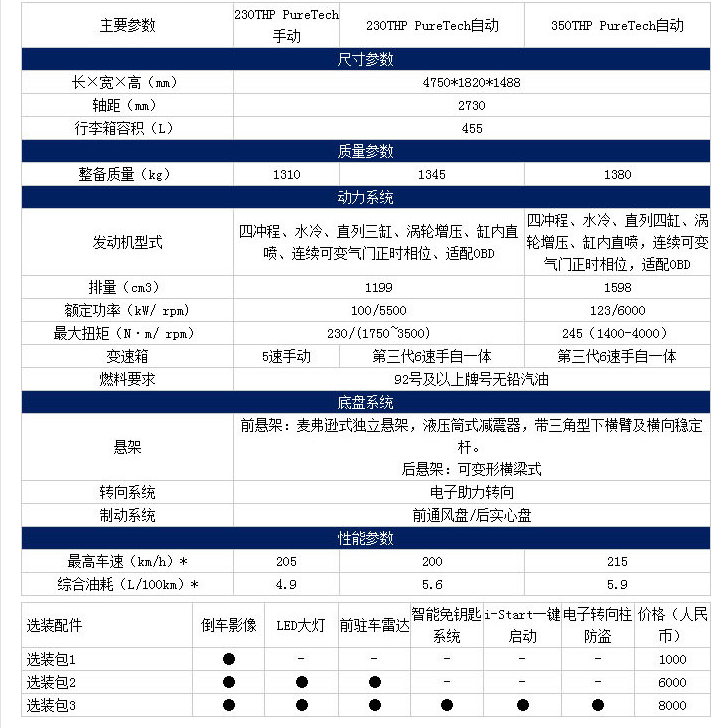 主要参数 230THP PureTech手动 230THP PureTech自动 350THP PureTech自动
尺寸参数
长×宽×高（mm） 4750*1820*1488
轴距（mm） 2730
行李箱容积（L） 455
质量参数
整备质量（kg） 1310 1345 1380
动力系统
发动机型式 四冲程、水冷、直列三缸、涡轮增压、缸内直喷、连续可变气门正时相位、适配OBD 四冲程、水冷、直列四缸、涡轮增压、缸内直喷，连续可变气门正时相位，适配OBD
排量（cm3） 1199 1598
额定功率（kW/ rpm) 100/5500 123/6000
最大扭矩（N·m/ rpm） 230/(1750~3500) 245（1400-4000）
变速箱 5速手动 第三代6速手自一体 第三代6速手自一体
燃料要求 92号及以上牌号无铅汽油
底盘系统
悬架 前悬架：麦弗逊式独立悬架，液压筒式减震器，带三角型下横臂及横向稳定杆。
后悬架：可变形横梁式
转向系统 电子助力转向
制动系统 前通风盘/后实心盘
性能参数
最高车速（km/h）* 205 200 215
综合油耗（L/100km）* 4.9 5.6 5.9
选装配件 倒车影像 LED大灯 前驻车雷达 智能免钥匙系统 i-Start一键启动 电子转向柱防盗 价格（人民币）
选装包1 ● - - - - - 1000
选装包2 ● ● ● - - - 6000
选装包3 ● ● ● ● ● ● 8000